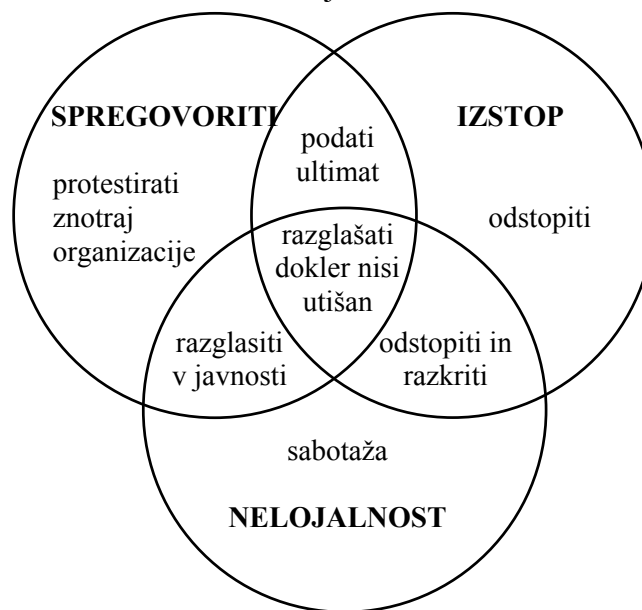 SPREGOVORITI
IZSTOP
podati
ultimat
protestirati
znotraj
organizacije
odstopiti
razglašati
dokler nisi
utišan
razglasiti
v javnosti
odstopiti in
razkriti
sabotaža
NELOJALNOST